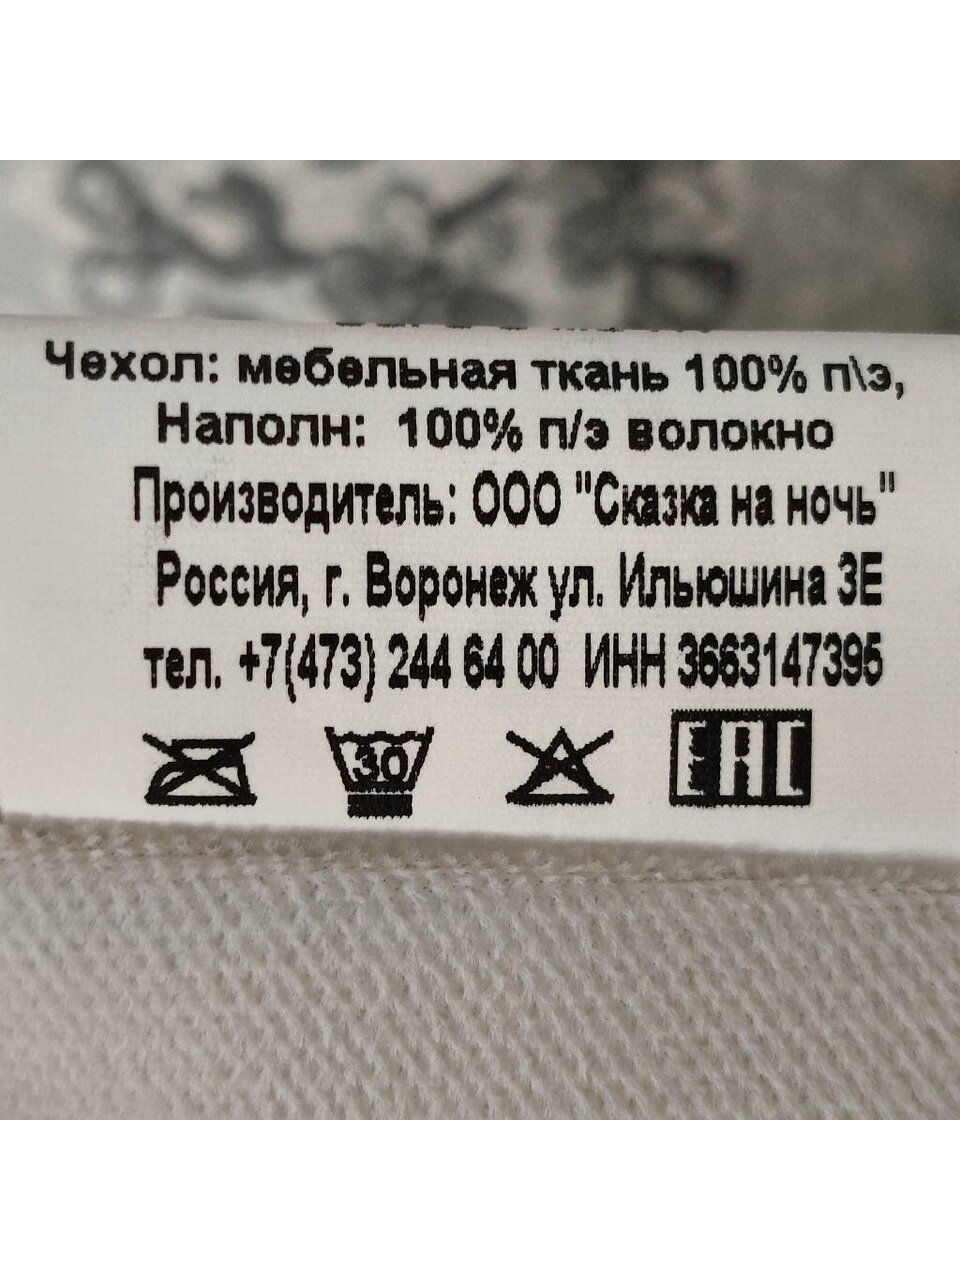 Чехол: мебельная ткань 100% п\э,
Наполн: 100% п/э волокно
Производитель: ООО "Сказка на ночь"
Россия, г. Воронеж ул. Ильюшина 3Е
тел. +7(473) 244 64 00 ИНН 3663147395
30 EAC